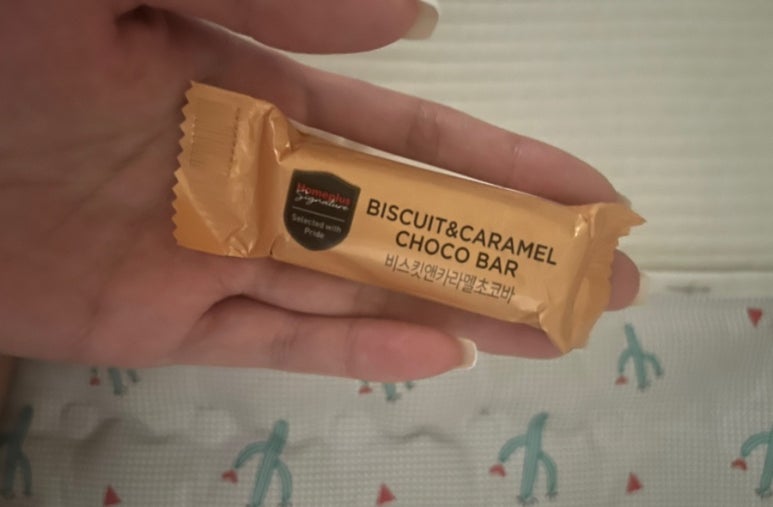 Homeplus
Signature
Selected with
Pride
BISCUIT&CARAMEL
CHOCO BAR
비스킷앤카라멜초코바